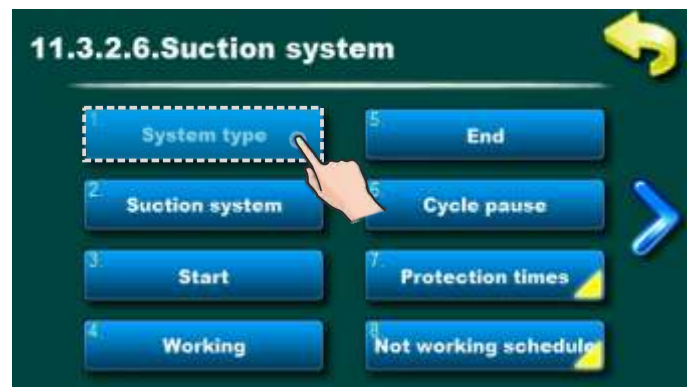 11.3.2.6.Suction system
1. System type
2. Suction system
3. Start
4. Working
5. End
6. Cycle pause
7. Protection times
8. Not working schedule